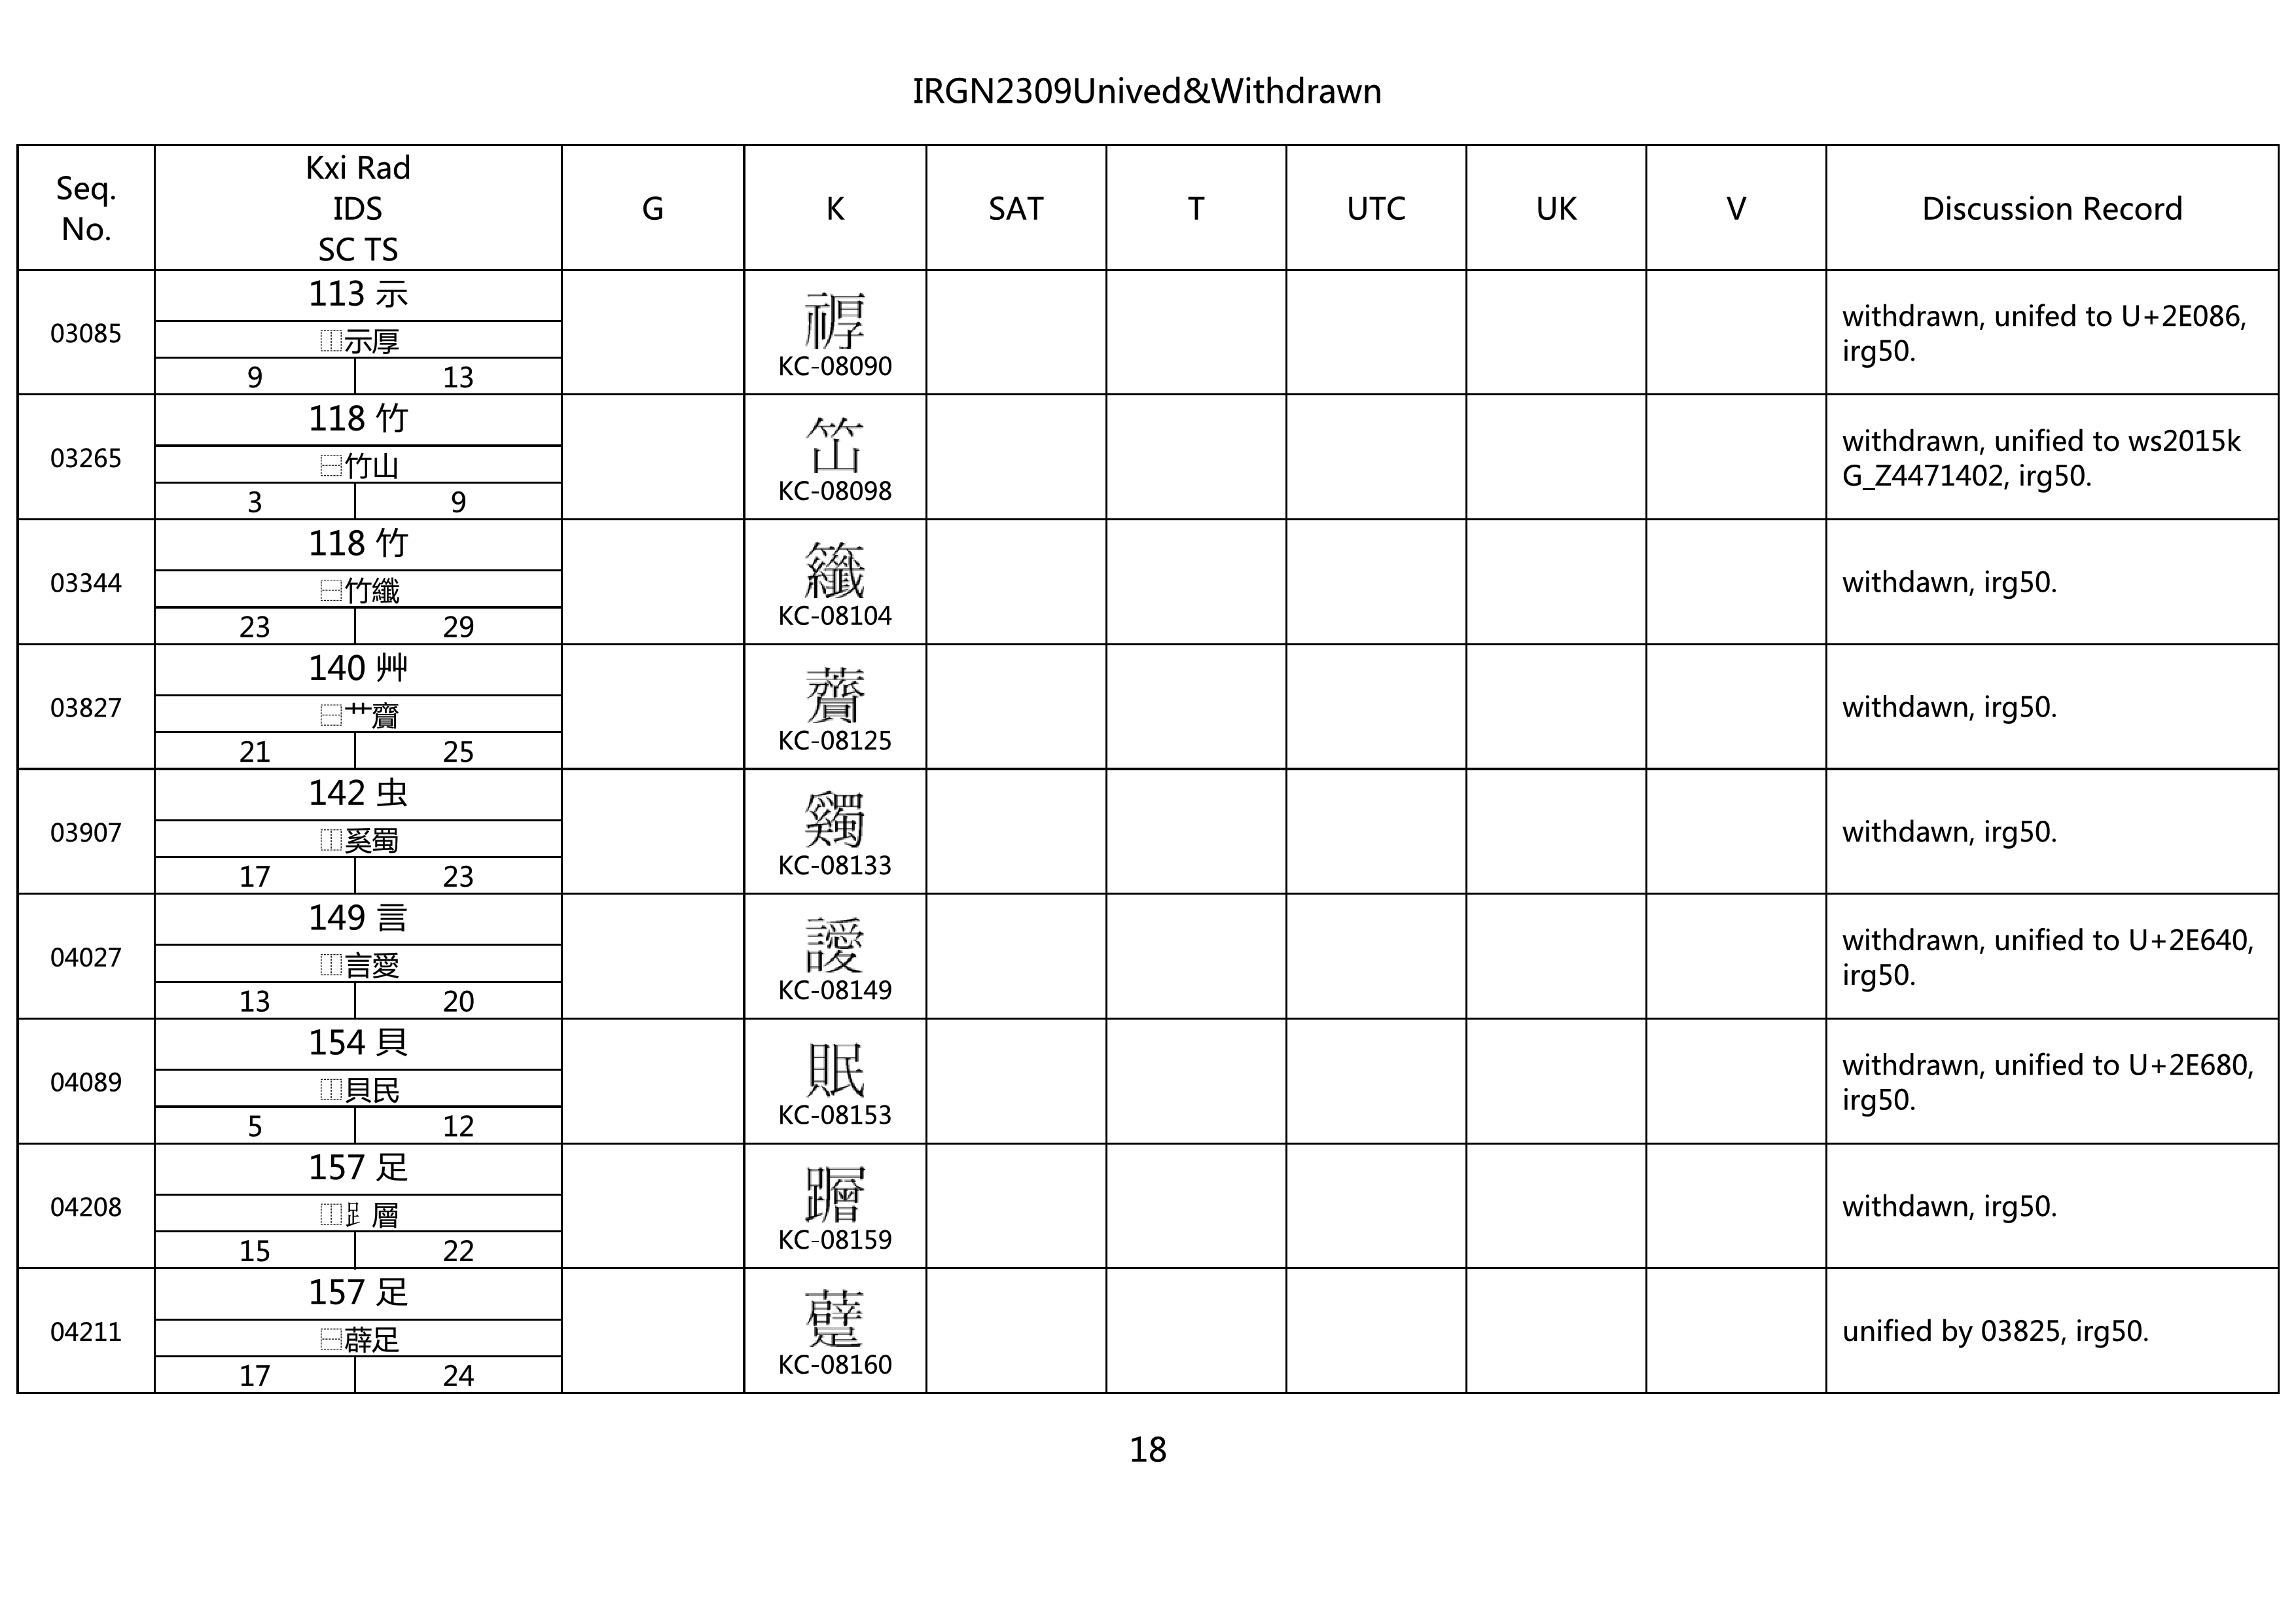 IRGN2309Unived&Withdrawn
Seq. No.
Kxi Rad
IDS
SC TS
G
K
SAT
T
UTC
UK
V
Discussion Record
03085
113 示
⿰示厚
9 13
KC-08090
withdrawn, unifed to U+2E086,
irg50.
03265
118 竹
⿱竹山
3 9
KC-08098
withdrawn, unified to ws2015k
G_Z4471402, irg50.
03344
118 竹
⿱竹纖
23 29
KC-08104
withdawn, irg50.
03827
140 艸
⿱艹齎
21 25
KC-08125
withdawn, irg50.
03907
142 虫
⿰奚蜀
17 23
KC-08133
withdawn, irg50.
04027
149 言
⿰言愛
13 20
KC-08149
withdrawn, unified to U+2E640,
irg50.
04089
154 貝
⿰貝民
5 12
KC-08153
withdrawn, unified to U+2E680,
irg50.
04208
157 足
⿰𧾷層
15 22
KC-08159
withdawn, irg50.
04211
157 足
⿱薜足
17 24
KC-08160
unified by 03825, irg50.
18